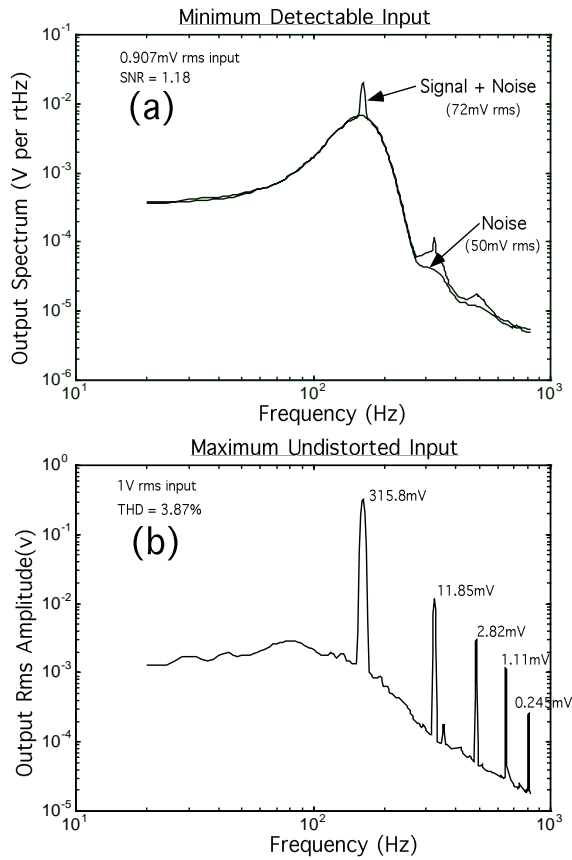 Minimum Detectable Input
10^-1
0.907mV rms input
SNR = 1.18
(a)
Signal + Noise
(72mV rms)
10^-2
10^-3
Noise
(50mV rms)
10^-4
10^-5
10^-6
Output Spectrum (V per rtHz)
10^1
10^2
10^3
Frequency (Hz)
Maximum Undistorted Input
10^0
1V rms input
THD = 3.87%
(b)
315.8mV
10^-1
11.85mV
10^-2
2.82mV
1.11mV
10^-3
0.245mV
10^-4
10^-5
Output Rms Amplitude(v)
10^1
10^2
10^3
Frequency (Hz)